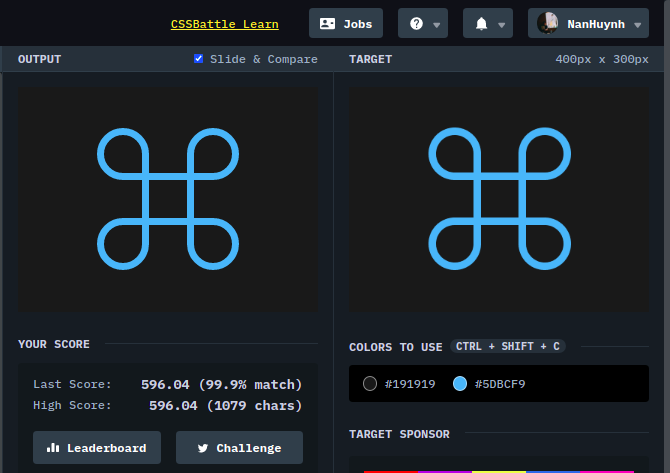 CSSBattle Learn Jobs NanHuynh
OUTPUT Slide & Compare TARGET 400px x 300px
YOUR SCORE
COLORS TO USE CTRL + SHIFT + C
Last Score: 596.04 (99.9% match)
High Score: 596.04 (1079 chars)
#191919 #5DBCF9
TARGET SPONSOR
Leaderboard Challenge